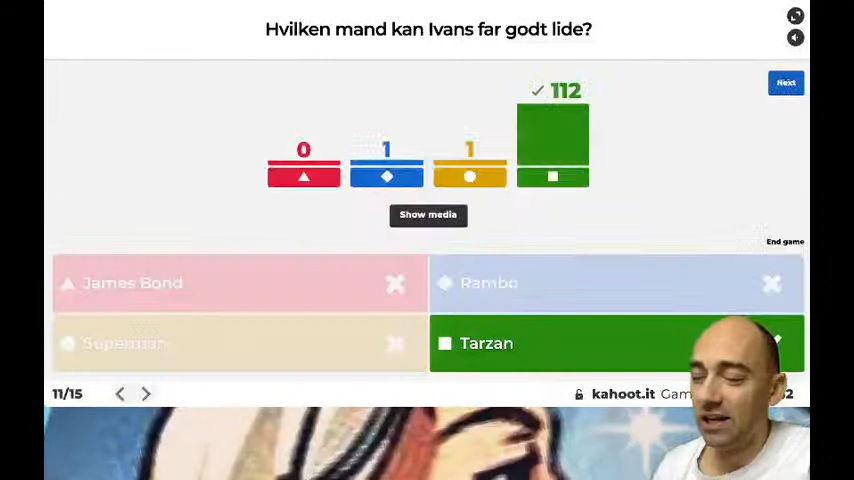 Hvilken mand kan Ivans far godt lide?
Next
112
0
1
1
Show media
End game
James Bond
Rambo
Superman
Tarzan
11/15
kahoot.it